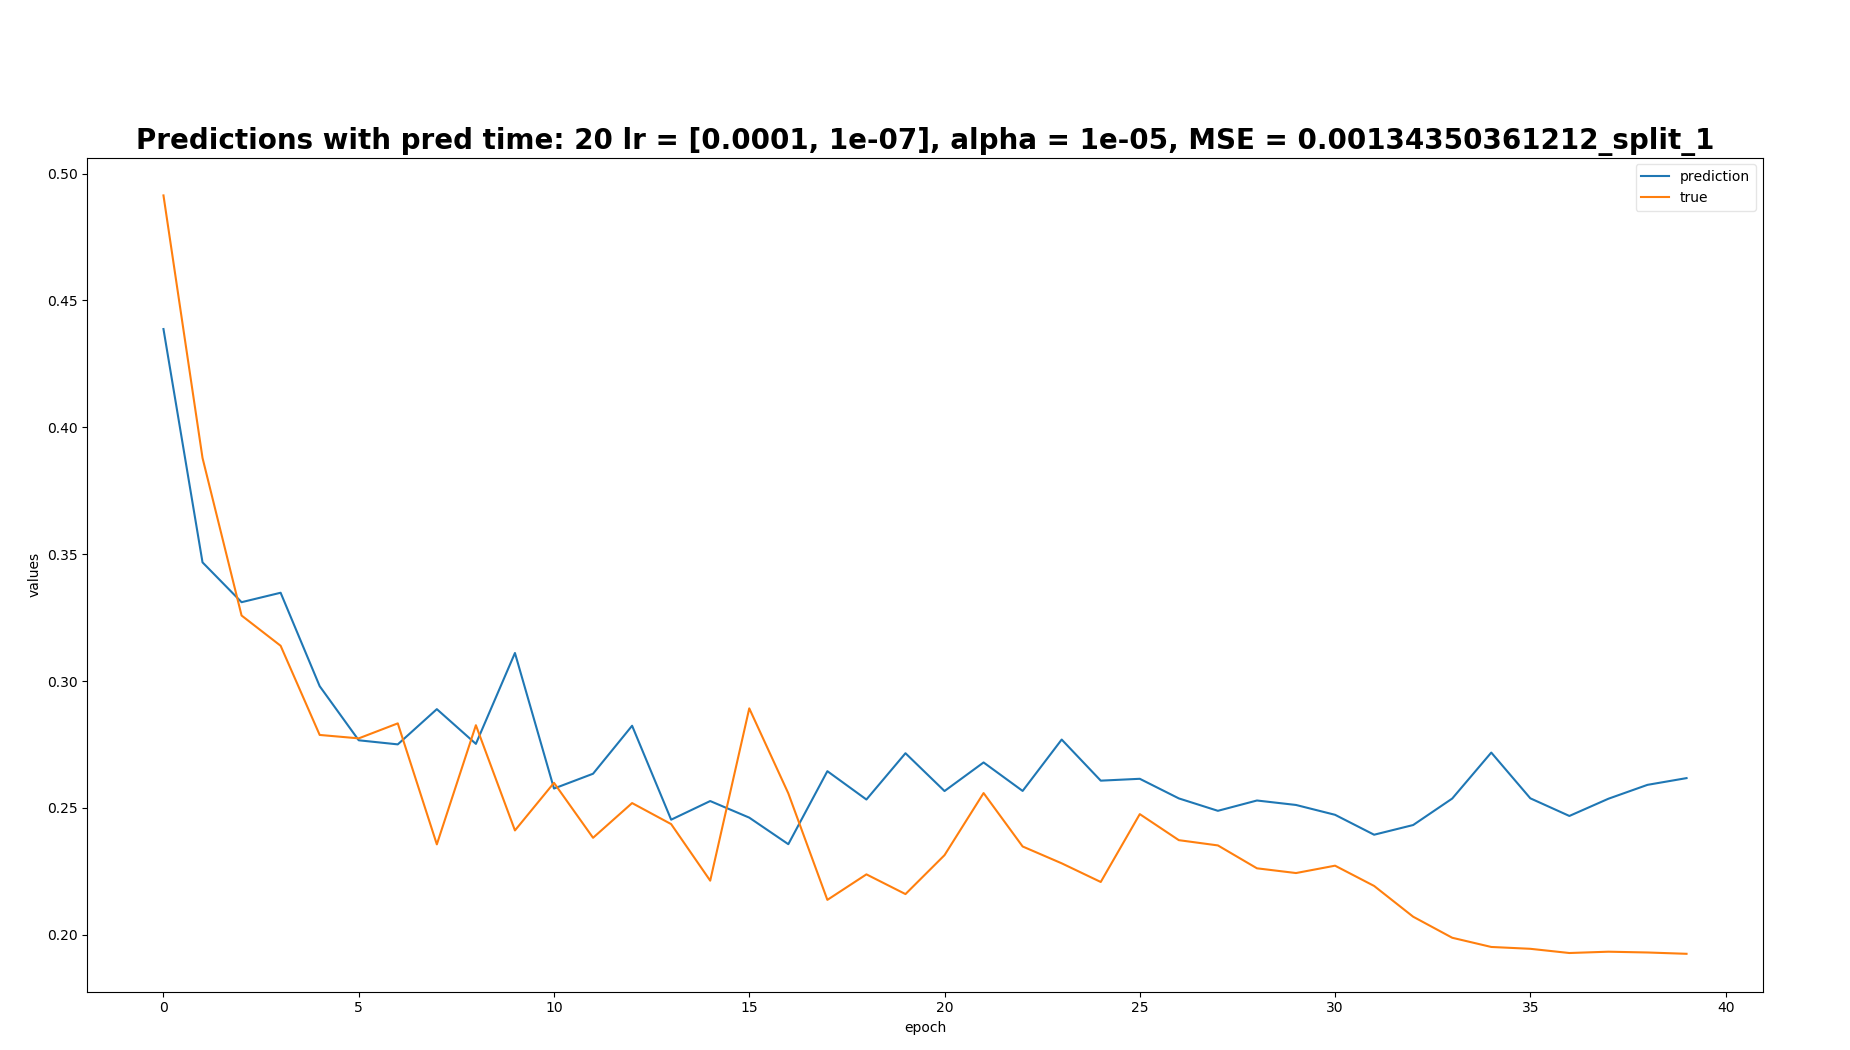 Predictions with pred time: 20 lr = [0.0001, 1e-07], alpha = 1e-05, MSE = 0.00134350361212_split_1
prediction
true
0.50
0.45
0.40
0.35
0.30
0.25
0.20
values
0 5 10 15 20 25 30 35 40
epoch